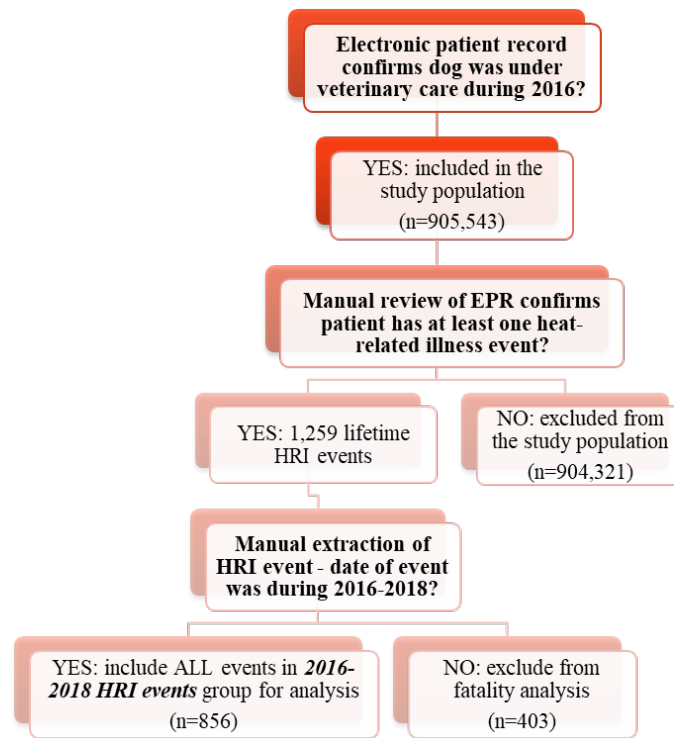 Electronic patient record
confirms dog was under
veterinary care during 2016?
YES: included in the
study population
(n=905,543)
Manual review of EPR confirms
patient has at least one heat-
related illness event?
YES: 1,259 lifetime
HRI events
NO: excluded from
the study population
(n=904,321)
Manual extraction of
HRI event - date of event
was during 2016-2018?
YES: include ALL events in 2016-
2018 HRI events group for analysis
(n=856)
NO: exclude from
fatality analysis
(n=403)